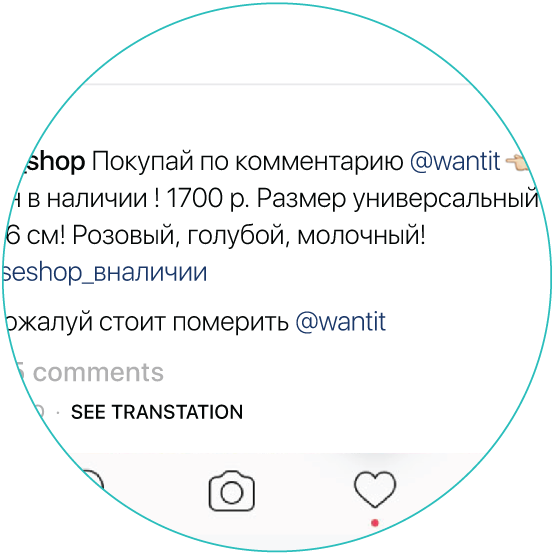 _shop Покупай по комментарию @wantit
в наличии ! 1700 р. Размер универсальный
6 см! Розовый, голубой, молочный!
seshop_вналичии
ожалуй стоит померить @wantit
5 comments
· SEE TRANSTATION